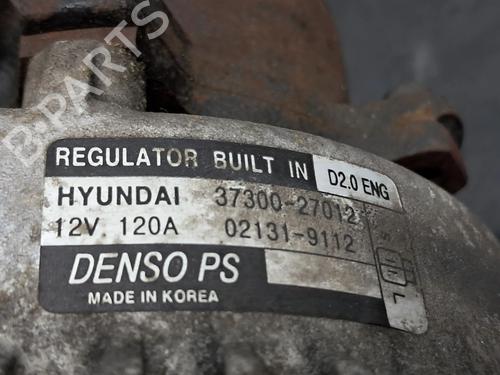 B-PARTS
REGULATOR BUILT IN D2.0 ENG
HYUNDAI 37300-27012
12V. 120A 02131-9112
DENSO PS
MADE IN KOREA
L